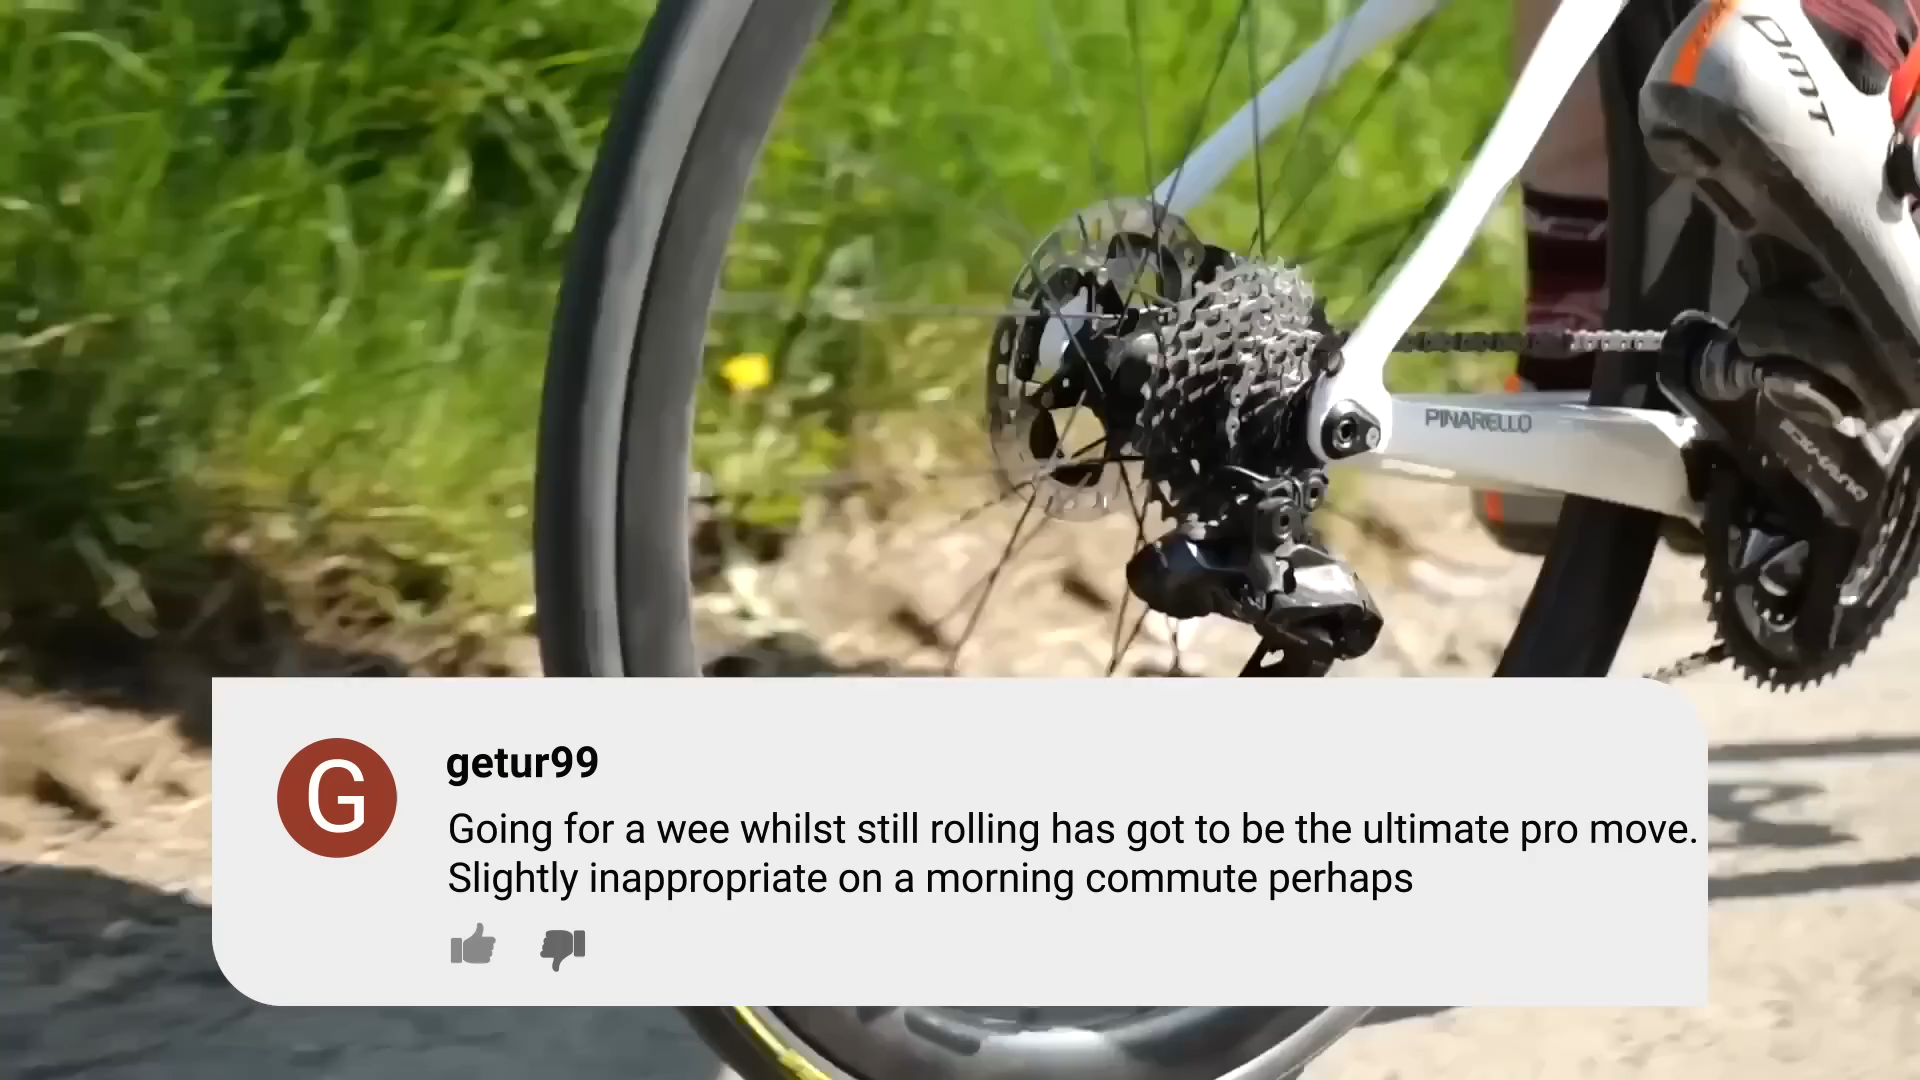 DMT
PINARELLO
SHIMANO
G
getur99
Going for a wee whilst still rolling has got to be the ultimate pro move.
Slightly inappropriate on a morning commute perhaps